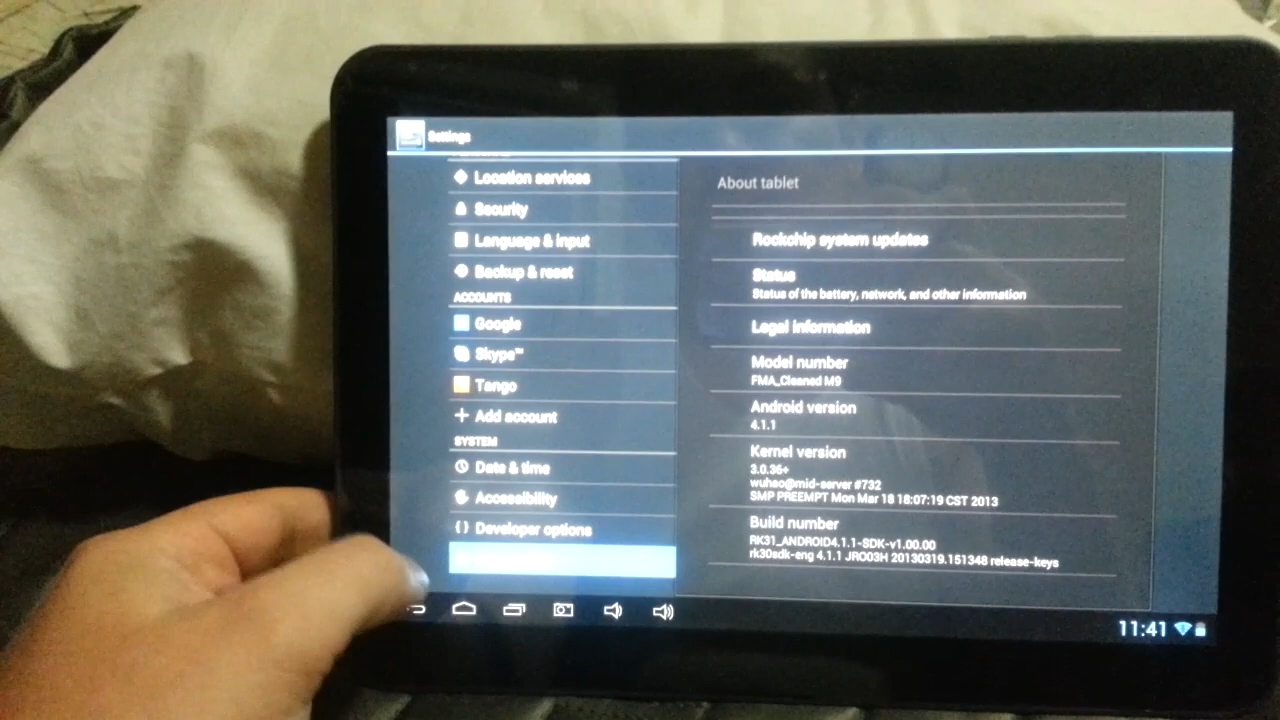 Settings
Location services
Security
Language & input
Backup & reset
ACCOUNTS
Google
Skype™
Tango
Add account
SYSTEM
Date & time
Accessibility
Developer options
About tablet
Rockchip system updates
Status
Status of the battery, network, and other information
Legal information
Model number
FMA_Cleaned M9
Android version
4.1.1
Kernel version
3.0.36+
wuhao@mid-server #732
SMP PREEMPT Mon Mar 18 18:07:19 CST 2013
Build number
RK31_ANDROID4.1.1-SDK-v1.00.00
rk30sdk-eng 4.1.1 JRO03H 20130319.151348 release-keys
11:41